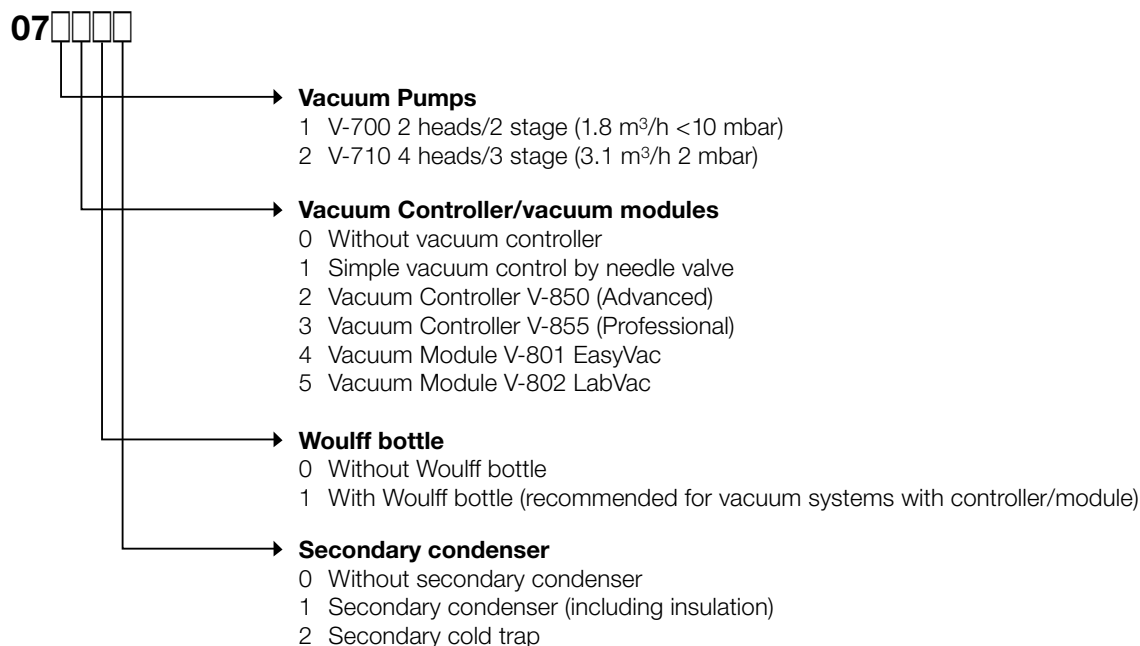 07
Vacuum Pumps
1 V-700 2 heads/2 stage (1.8 m³/h <10 mbar)
2 V-710 4 heads/3 stage (3.1 m³/h 2 mbar)
Vacuum Controller/vacuum modules
0 Without vacuum controller
1 Simple vacuum control by needle valve
2 Vacuum Controller V-850 (Advanced)
3 Vacuum Controller V-855 (Professional)
4 Vacuum Module V-801 EasyVac
5 Vacuum Module V-802 LabVac
Woulff bottle
0 Without Woulff bottle
1 With Woulff bottle (recommended for vacuum systems with controller/module)
Secondary condenser
0 Without secondary condenser
1 Secondary condenser (including insulation)
2 Secondary cold trap